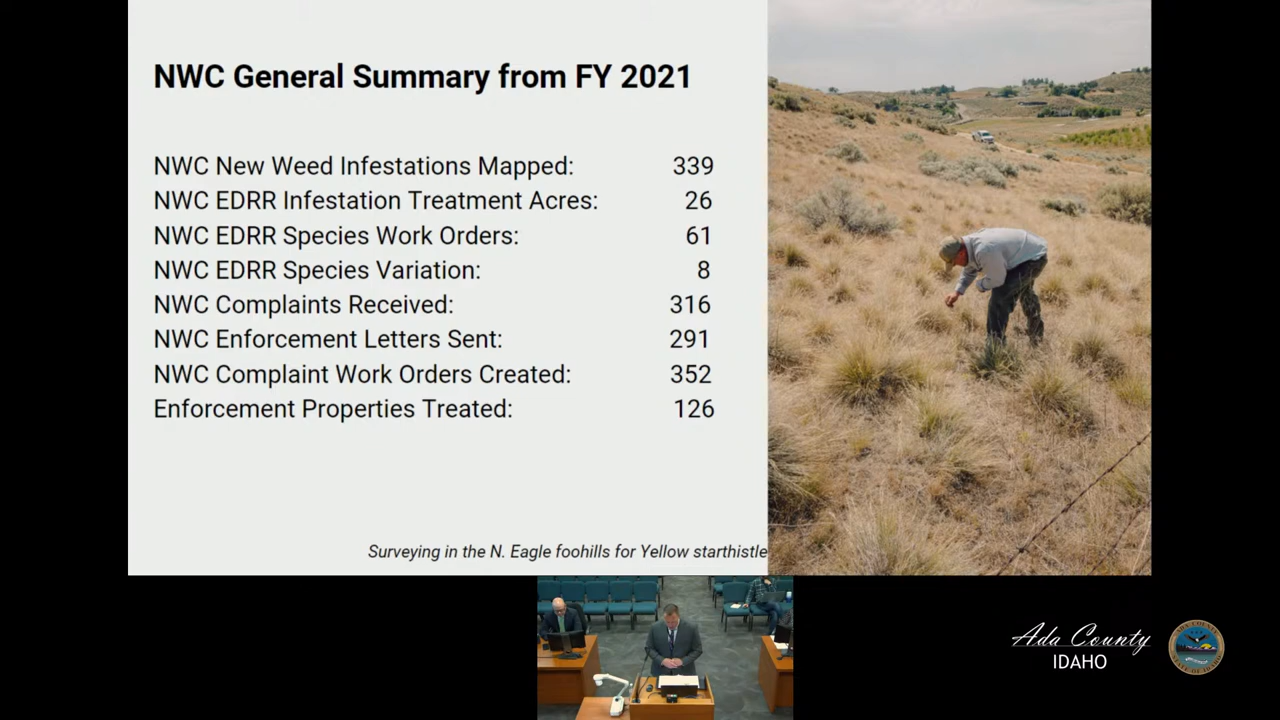 NWC General Summary from FY 2021
NWC New Weed Infestations Mapped: 339
NWC EDRR Infestation Treatment Acres: 26
NWC EDRR Species Work Orders: 61
NWC EDRR Species Variation: 8
NWC Complaints Received: 316
NWC Enforcement Letters Sent: 291
NWC Complaint Work Orders Created: 352
Enforcement Properties Treated: 126
Surveying in the N. Eagle foohills for Yellow starthistle
Ada County
IDAHO